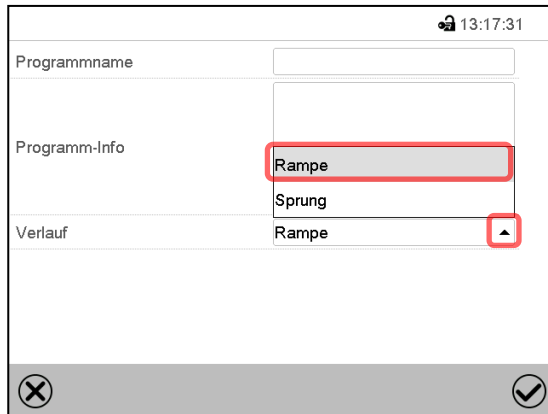 13:17:31
Programmname
Programm-Info
Rampe
Sprung
Verlauf
Rampe